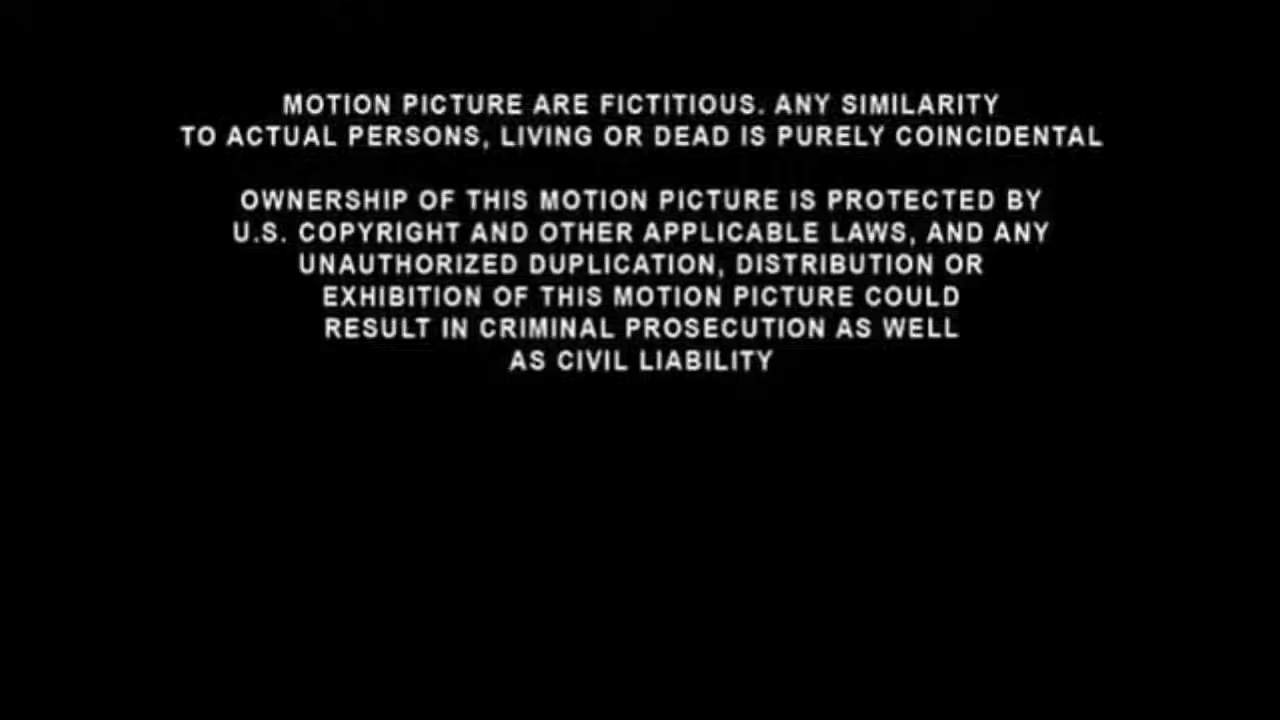 MOTION PICTURE ARE FICTITIOUS. ANY SIMILARITY
TO ACTUAL PERSONS, LIVING OR DEAD IS PURELY COINCIDENTAL
OWNERSHIP OF THIS MOTION PICTURE IS PROTECTED BY
U.S. COPYRIGHT AND OTHER APPLICABLE LAWS, AND ANY
UNAUTHORIZED DUPLICATION, DISTRIBUTION OR
EXHIBITION OF THIS MOTION PICTURE COULD
RESULT IN CRIMINAL PROSECUTION AS WELL
AS CIVIL LIABILITY